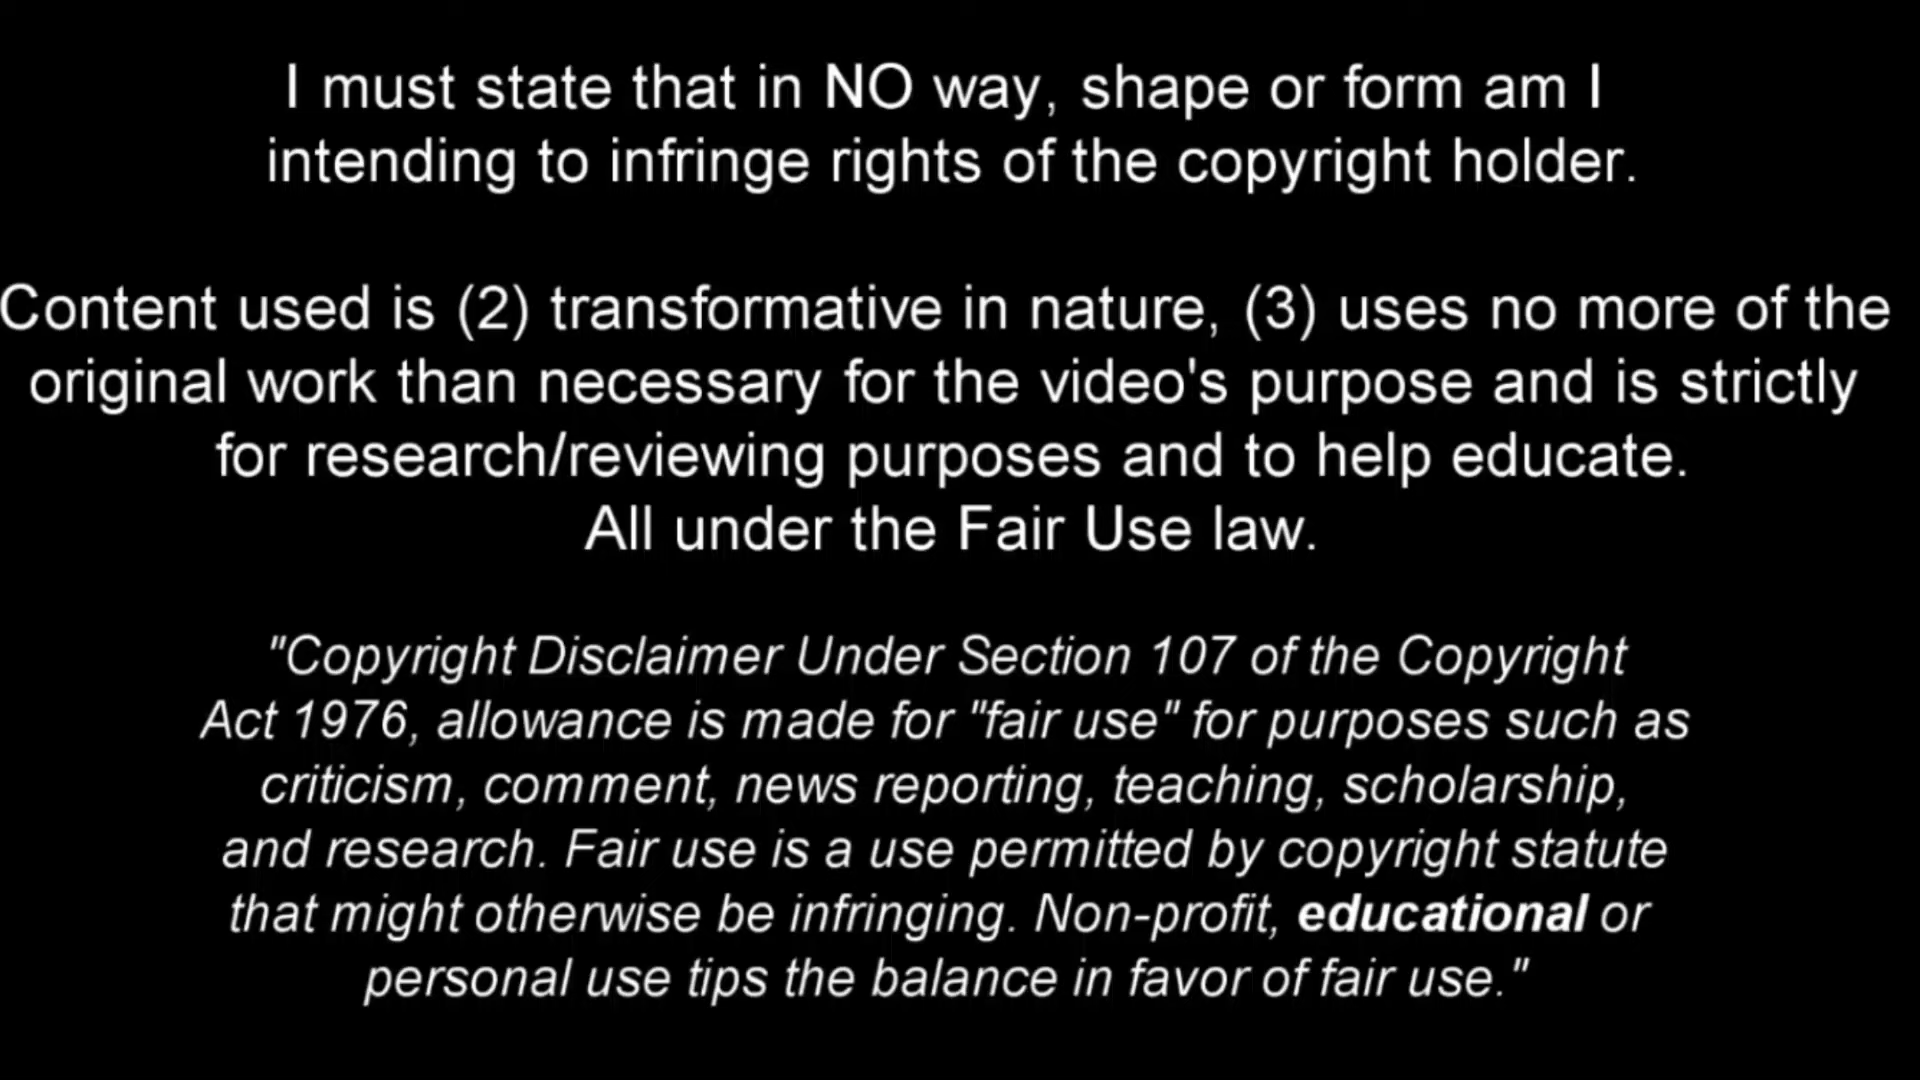 I must state that in NO way, shape or form am I
intending to infringe rights of the copyright holder.
Content used is (2) transformative in nature, (3) uses no more of the
original work than necessary for the video's purpose and is strictly
for research/reviewing purposes and to help educate.
All under the Fair Use law.
"Copyright Disclaimer Under Section 107 of the Copyright
Act 1976, allowance is made for "fair use" for purposes such as
criticism, comment, news reporting, teaching, scholarship,
and research. Fair use is a use permitted by copyright statute
that might otherwise be infringing. Non-profit, educational or
personal use tips the balance in favor of fair use."